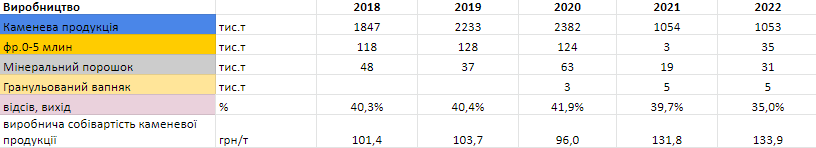 Виробництво 2018 2019 2020 2021 2022
Каменева продукція тис.т 1847 2233 2382 1054 1053
фр.0-5 млин тис.т 118 128 124 3 35
Мінеральний порошок тис.т 48 37 63 19 31
Гранульований вапняк тис.т 3 5 5
відсів, вихід % 40,3% 40,4% 41,9% 39,7% 35,0%
виробнича собівартість каменевої
продукції грн/т 101,4 103,7 96,0 131,8 133,9